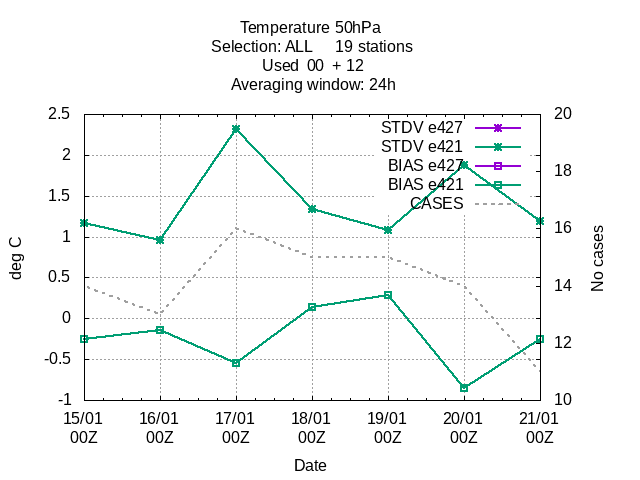 Temperature 50hPa
Selection: ALL     19 stations
Used  00  + 12
Averaging window: 24h
STDV e427
STDV e421
BIAS e427
BIAS e421
CASES
2.5
2
1.5
1
0.5
0
-0.5
-1
deg C
20
18
16
14
12
10
No cases
15/01 16/01 17/01 18/01 19/01 20/01 21/01
00Z 00Z 00Z 00Z 00Z 00Z 00Z
Date